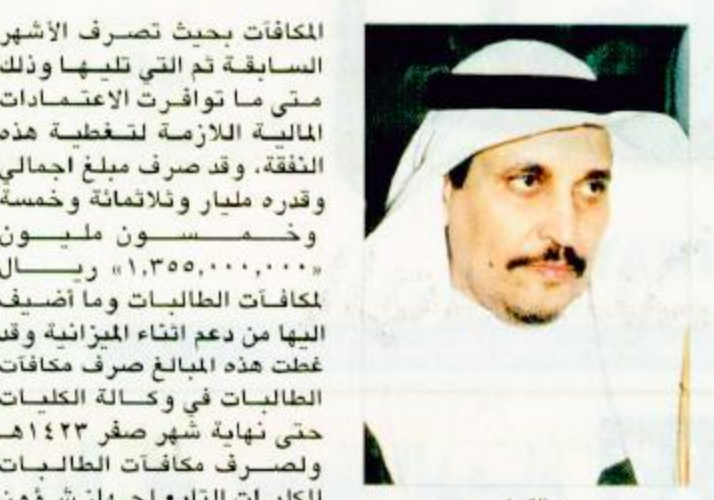 المكافآت بحيث تصرف الأشهر
السابقة ثم التي تليها وذلك
متى ما توافرت الاعتمادات
المالية اللازمة لتغطية هذه
النفقة، وقد صرف مبلغ اجمالي
وقدره مليار وثلاثمائة وخمسة
وخمسون مليون
«١,٣٥٥,٠٠٠,٠٠٠» ريال
لمكافآت الطالبات وما أضيف
اليها من دعم اثناء الميزانية وقد
غطت هذه المبالغ صرف مكافآت
الطالبات في وكالة الكليات
حتى نهاية شهر صفر ١٤٢٣هـ
ولصرف مكافآت الطالبات